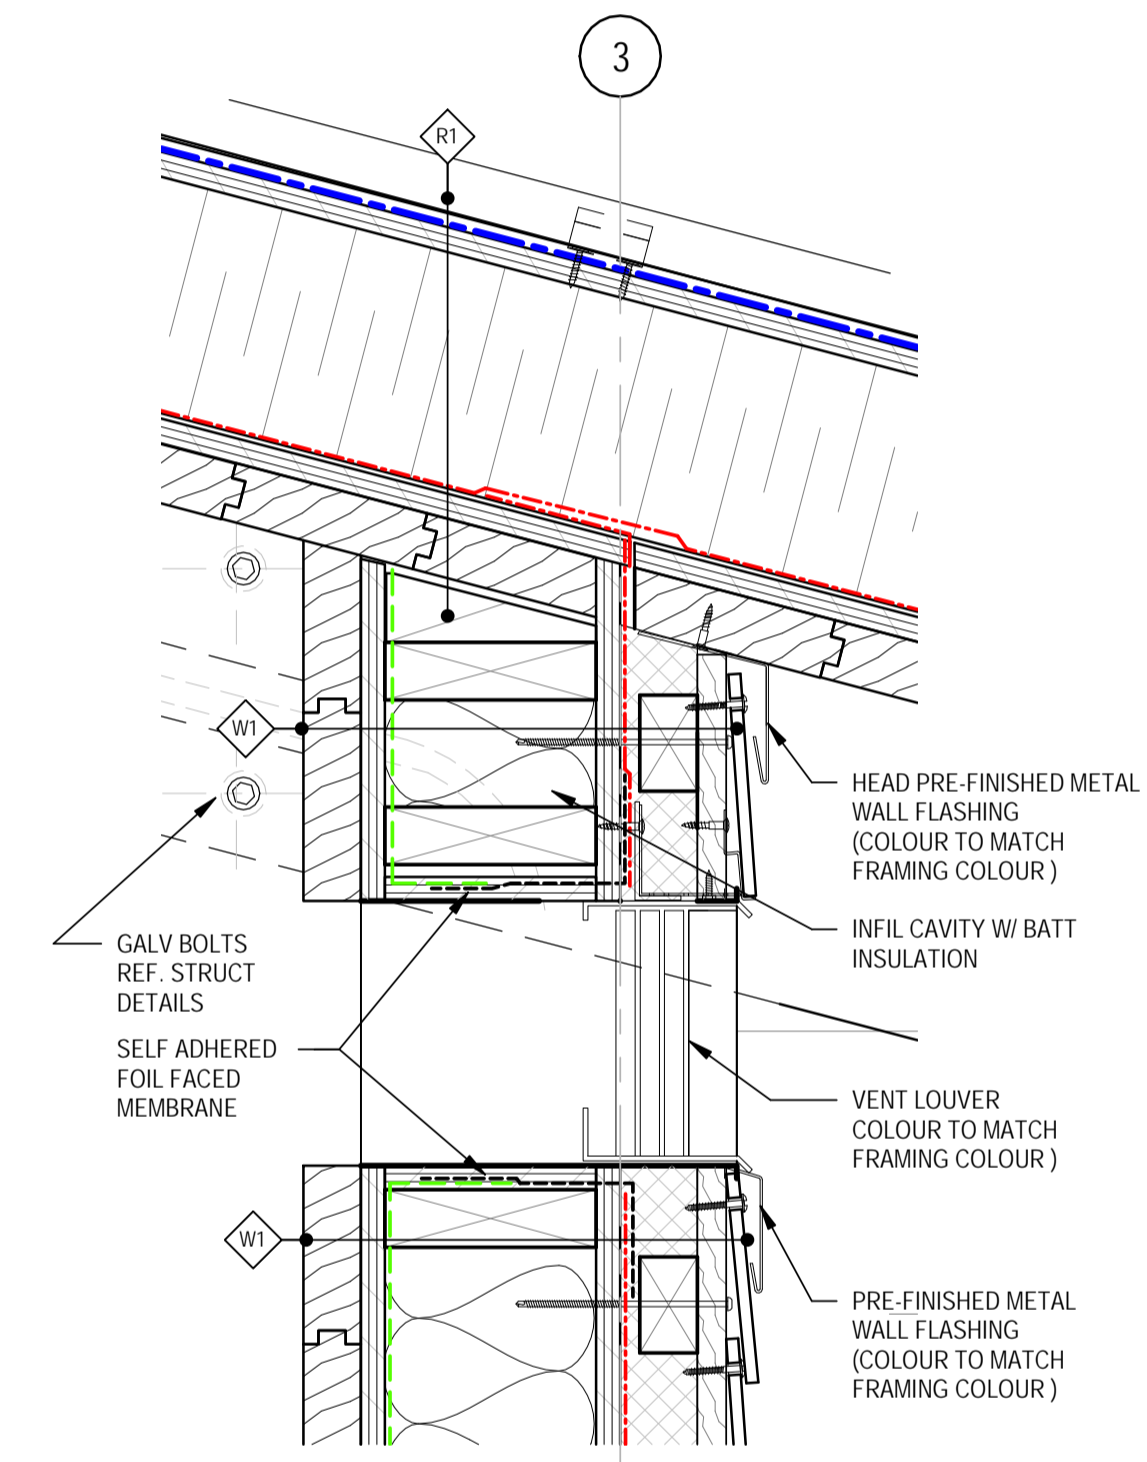 3
R1
W1
HEAD PRE-FINISHED METAL
WALL FLASHING
(COLOUR TO MATCH
FRAMING COLOUR )
INFIL CAVITY W/ BATT
INSULATION
GALV BOLTS
REF. STRUCT
DETAILS
SELF ADHERED
FOIL FACED
MEMBRANE
VENT LOUVER
COLOUR TO MATCH
FRAMING COLOUR )
W1
PRE-FINISHED METAL
WALL FLASHING
(COLOUR TO MATCH
FRAMING COLOUR )